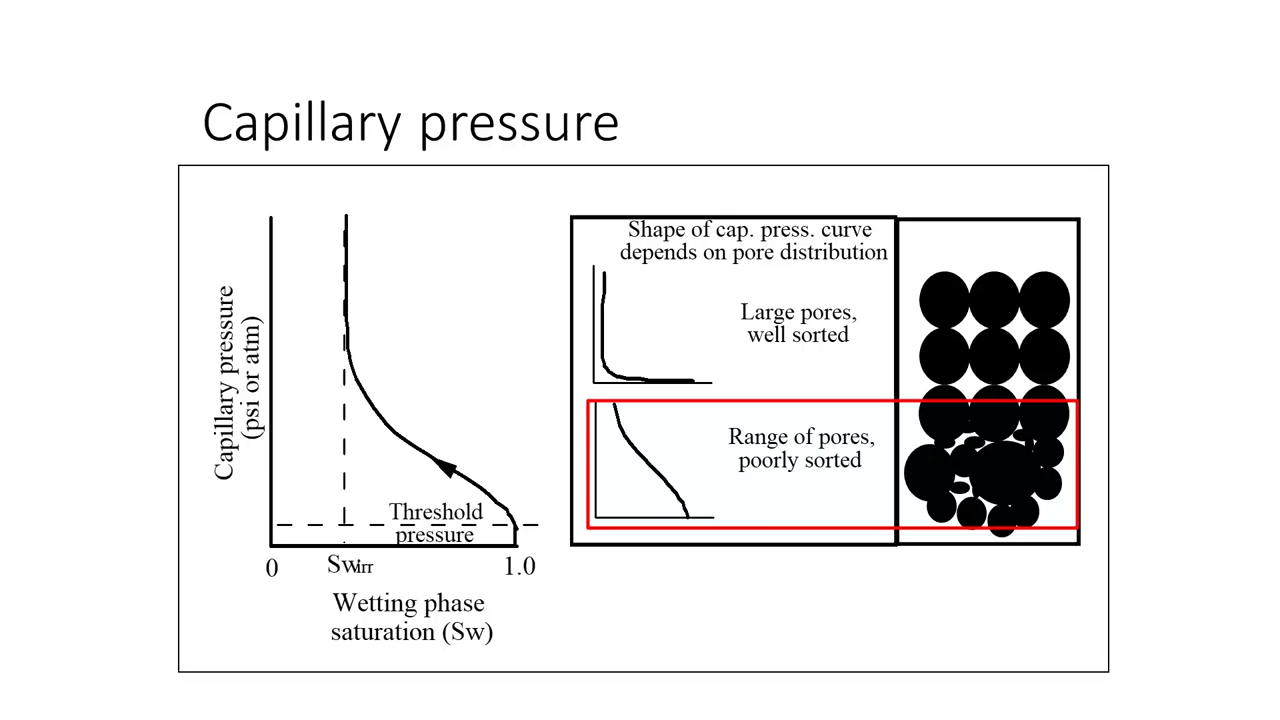 Capillary pressure
Capillary pressure
(psi or atm)
Threshold
pressure
0
Swirr
1.0
Wetting phase
saturation (Sw)
Shape of cap. press. curve
depends on pore distribution
Large pores,
well sorted
Range of pores,
poorly sorted